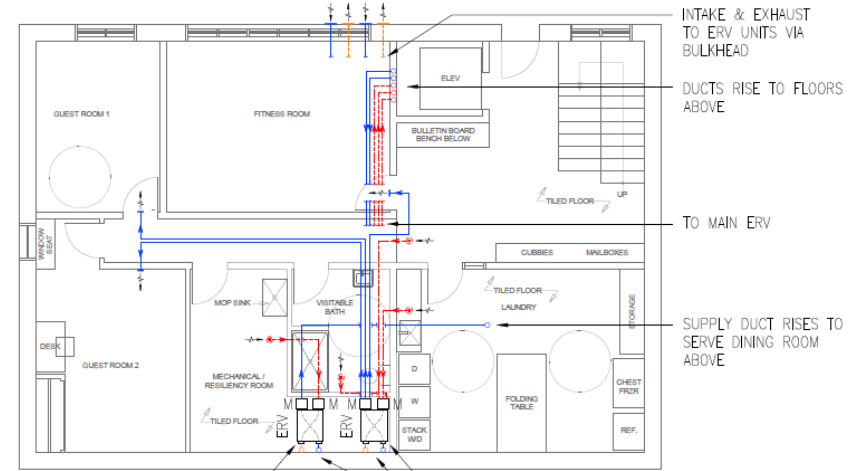 INTAKE & EXHAUST
TO ERV UNITS VIA
BULKHEAD
DUCTS RISE TO FLOORS
ABOVE
ELEV
GUEST ROOM 1
FITNESS ROOM
BULLETIN BOARD
BENCH BELOW
UP
TILED FLOOR
TO MAIN ERV
WINDOW
SEAT
CUBBIES
MAILBOXES
TILED FLOOR
LAUNDRY
MOP SINK
VISITABLE
BATH
STORAGE
SUPPLY DUCT RISES TO
SERVE DINING ROOM
ABOVE
DESK
GUEST ROOM 2
MECHANICAL /
RESILIENCY ROOM
D
W
STACK
W/D
FOLDING
TABLE
CHEST
FRZR
REF.
TILED FLOOR
M
M
M
M
ERV
ERV